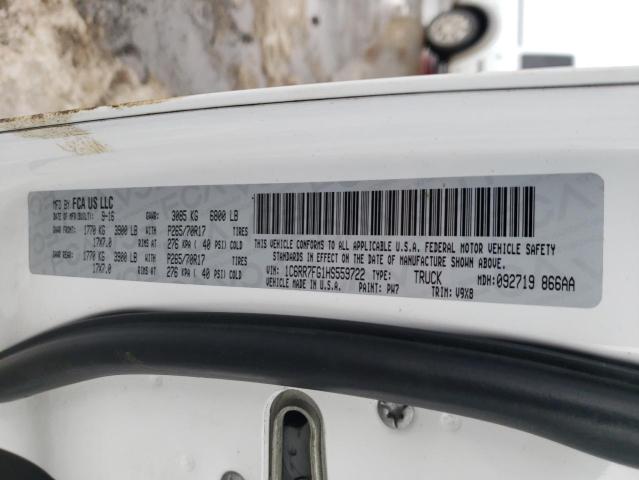 MFD BY: FCA US LLC
DATE OF MFR(BUILT): 9-16 GVWR: 3085 KG 6800 LB
GAWR FRONT: 1770 KG 3900 LB P265/70R17 TIRES
17X7.0 RIMS AT 276 KPA ( 40 PSI) COLD
GAWR REAR: 1770 KG 3900 LB P265/70R17 TIRES
17X7.0 RIMS AT 276 KPA ( 40 PSI) COLD
THIS VEHICLE CONFORMS TO ALL APPLICABLE U.S.A. FEDERAL MOTOR VEHICLE SAFETY
STANDARDS IN EFFECT ON THE DATE OF MANUFACTURE SHOWN ABOVE.
VIN: 1C6RR7FG1HS559722 TYPE: TRUCK MDH: 092719 866AA
VEHICLE MADE IN U.S.A. PAINT: PW7 TRIM: V9X8